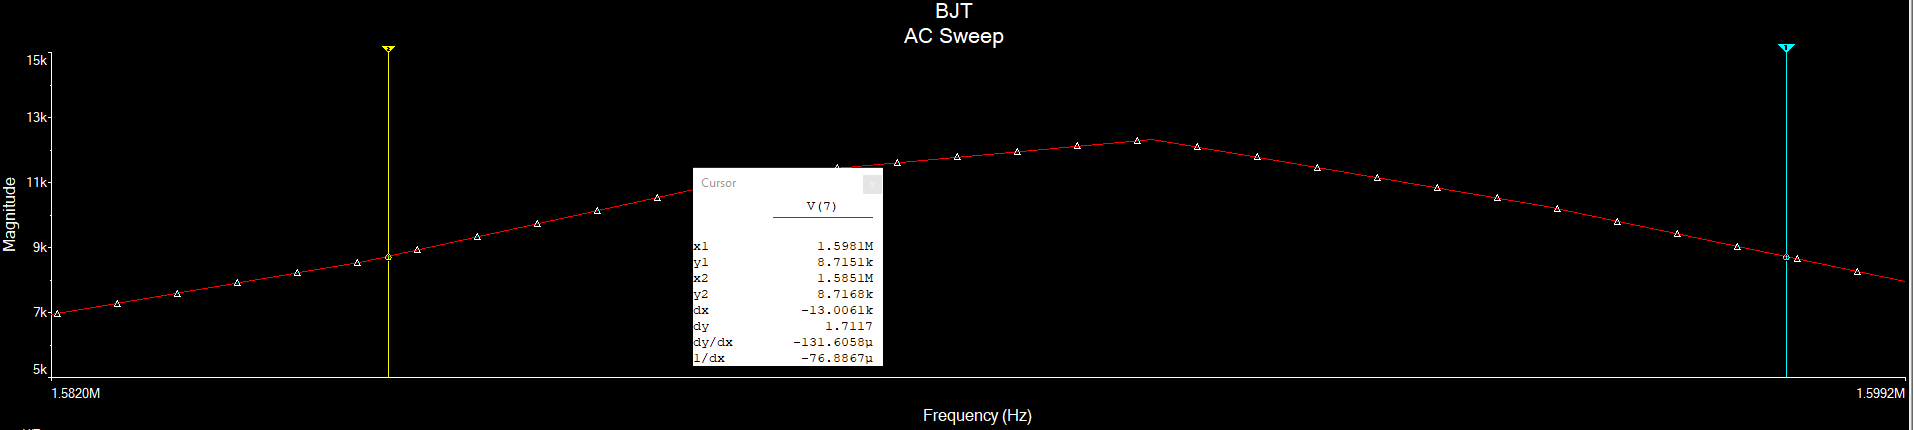 BJT
AC Sweep
15k
13k
11k
9k
7k
5k
Magnitude
2
1
Cursor
V(7)
x1 1.5981M
y1 8.7151k
x2 1.5851M
y2 8.7168k
dx -13.0061k
dy 1.7117
dy/dx -131.6058µ
1/dx -76.8867µ
1.5820M
1.5992M
Frequency (Hz)